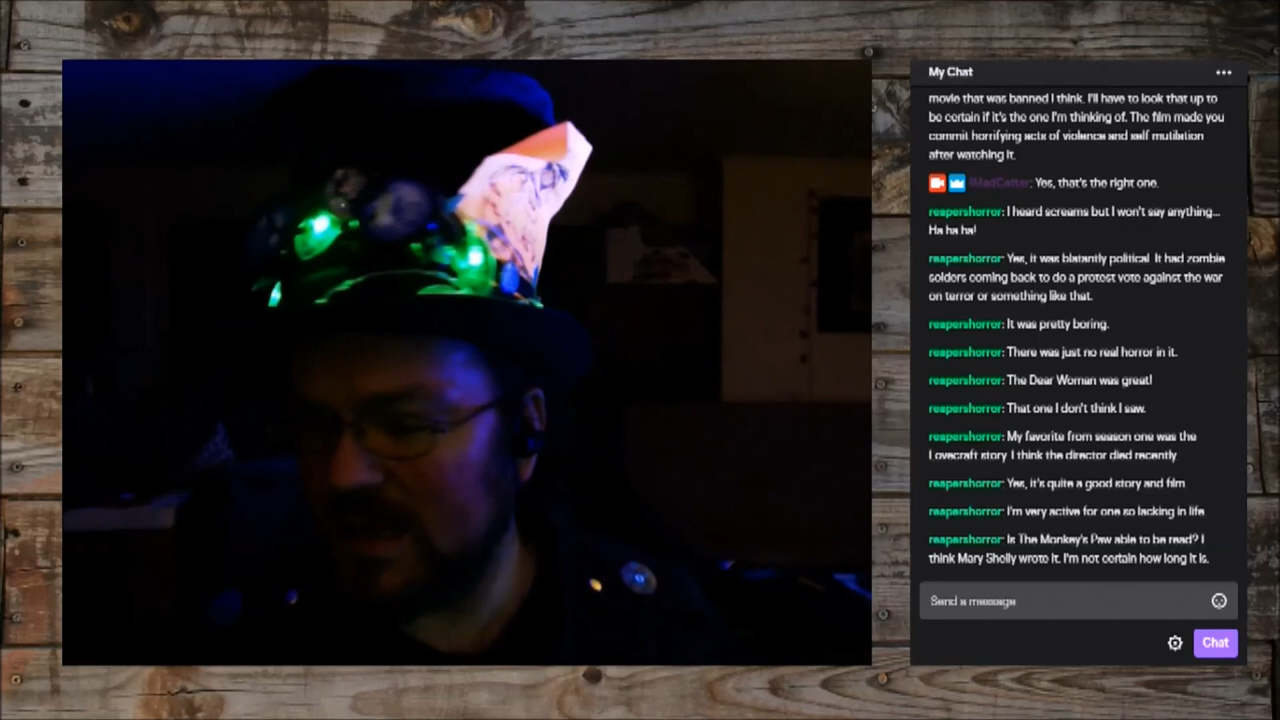 My Chat
movie that was banned I think. I'll have to look that up to
be certain if it's the one I'm thinking of. The film made you
commit horrifying acts of violence and self mutilation
after watching it.
iMadCatter: Yes, that's the right one.
reapershorror: I heard screams but I won't say anything...
Ha ha ha!
reapershorror: Yes, it was blatantly political. It had zombie
solders coming back to do a protest vote against the war
on terror or something like that.
reapershorror: It was pretty boring.
reapershorror: There was just no real horror in it.
reapershorror: The Dear Woman was great!
reapershorror: That one I don't think I saw.
reapershorror: My favorite from season one was the
Lovecraft story. I think the director died recently
reapershorror: Yes, it's quite a good story and film
reapershorror: I'm very active for one so lacking in life
reapershorror: Is The Monkey's Paw able to be read? I
think Mary Shelly wrote it. I'm not certain how long it is.
Send a message
Chat